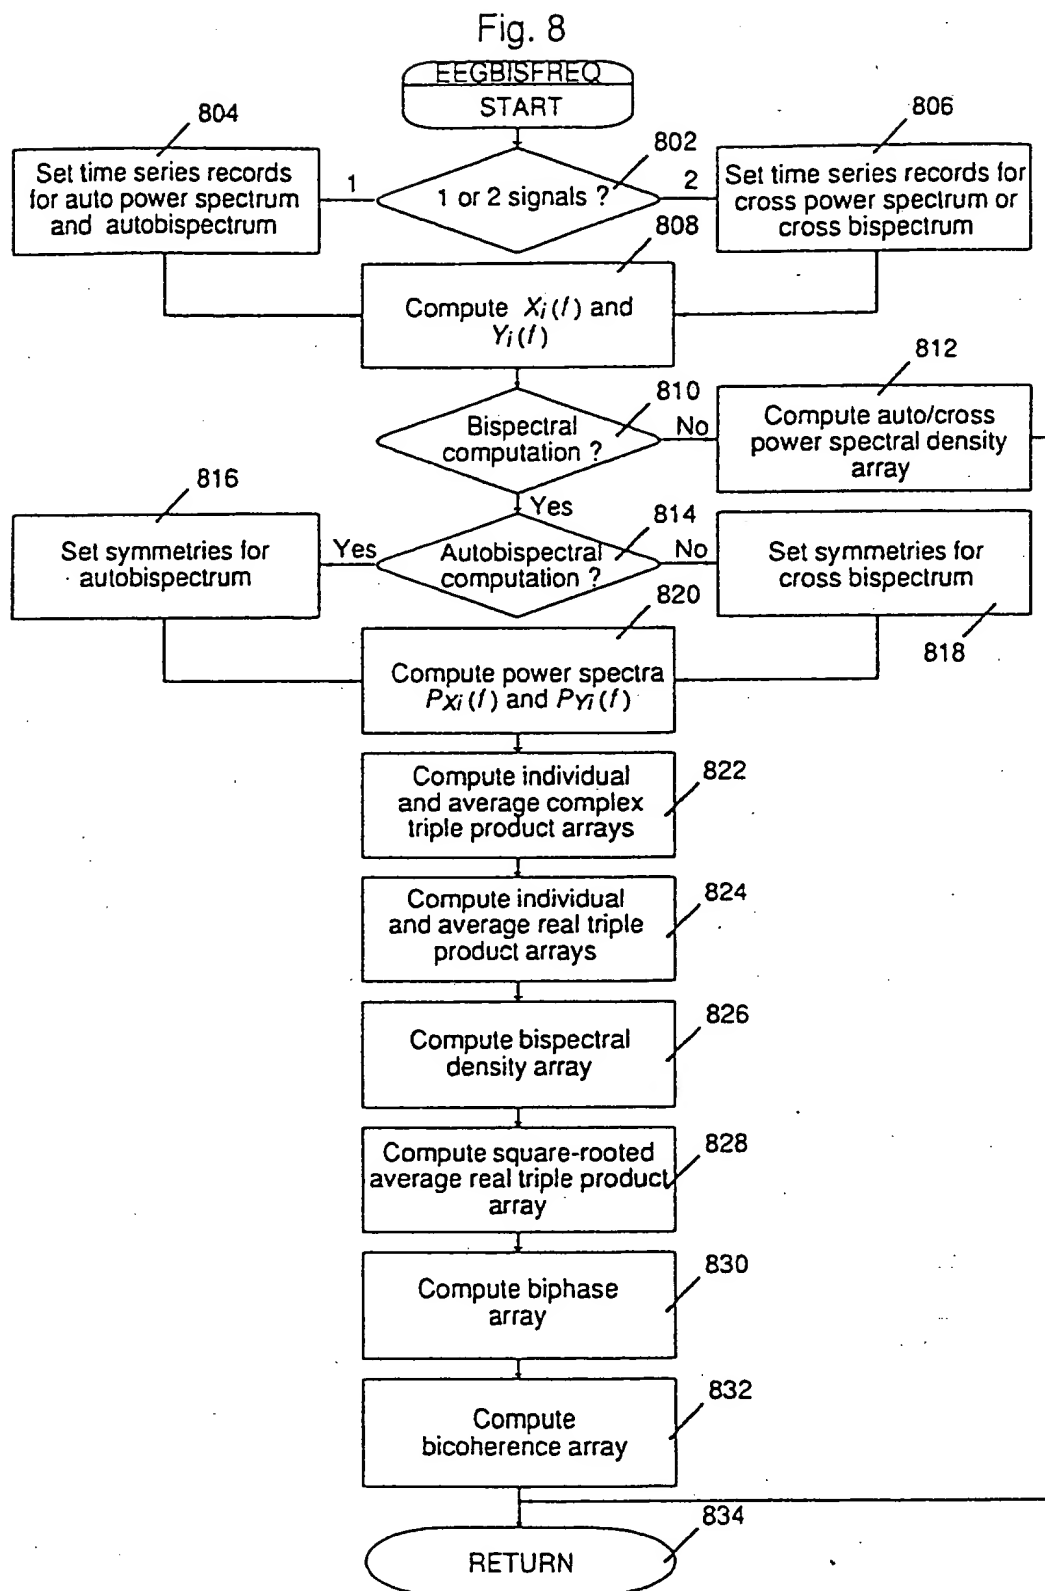 Fig. 8
EEGBISFREQ
START
804
802
806
Set time series records
for auto power spectrum
and autobispectrum
1
1 or 2 signals ?
2
Set time series records for
cross power spectrum or
cross bispectrum
808
Compute Xi(f) and
Yi(f)
810
812
Bispectral
computation ?
No
Compute auto/cross
power spectral density
array
816
Yes
814
Set symmetries for
autobispectrum
Yes
Autobispectral
computation ?
No
Set symmetries for
cross bispectrum
820
818
Compute power spectra
PXi(f) and PYi(f)
822
Compute individual
and average complex
triple product arrays
824
Compute individual
and average real triple
product arrays
826
Compute bispectral
density array
828
Compute square-rooted
average real triple product
array
830
Compute biphase
array
832
Compute
bicoherence array
834
RETURN